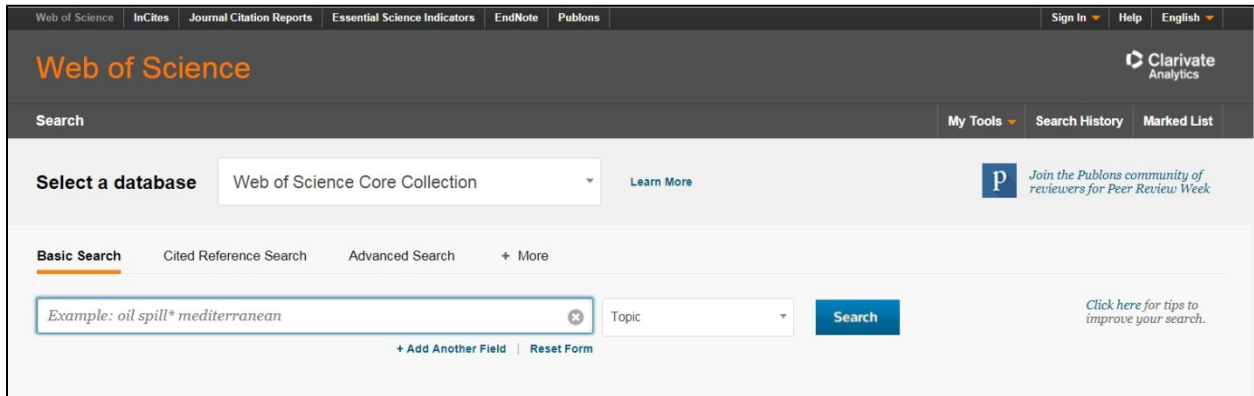 Web of Science InCites Journal Citation Reports Essential Science Indicators EndNote Publons Sign In Help English
Web of Science
Clarivate
Analytics
Search My Tools Search History Marked List
Select a database Web of Science Core Collection Learn More
p
Join the Publons community of
reviewers for Peer Review Week
Basic Search Cited Reference Search Advanced Search + More
Example: oil spill* mediterranean Topic Search
Click here for tips to
improve your search.
+ Add Another Field | Reset Form